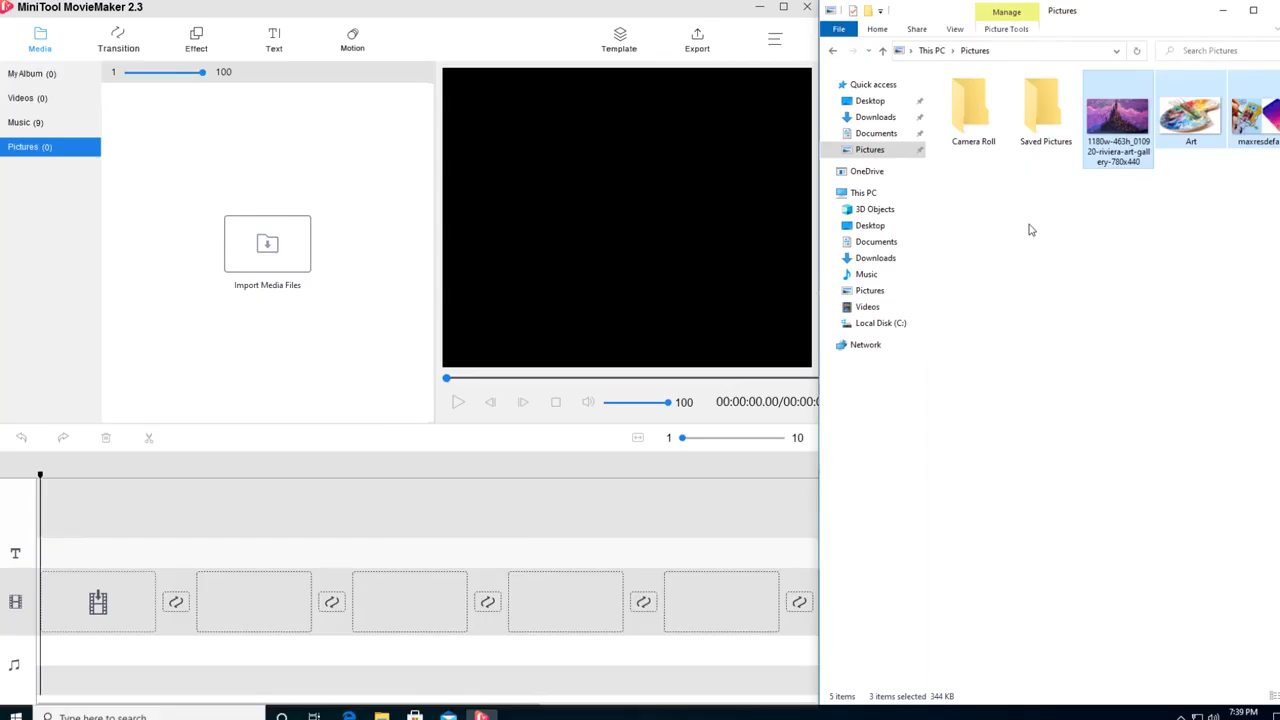 MiniTool MovieMaker 2.3
Media
Transition
Effect
Text
Motion
Template
Export
My Album (0)
Videos (0)
Music (9)
Pictures (0)
1
100
Import Media Files
100
00:00:00.00/00:00:0
1
10
T
Type here to search
Manage
Pictures
File
Home
Share
View
Picture Tools
This PC
Pictures
Search Pictures
Quick access
Desktop
Downloads
Documents
Pictures
OneDrive
This PC
3D Objects
Desktop
Documents
Downloads
Music
Pictures
Videos
Local Disk (C:)
Network
Camera Roll
Saved Pictures
1180w-463h_0109
20-riviera-art-gall
ery-780x440
Art
maxresdefa
5 items
3 items selected 344 KB
7:39 PM